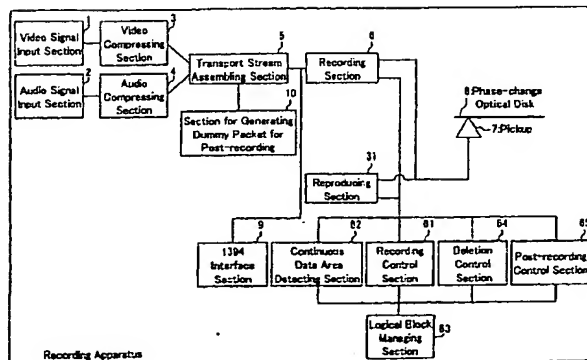 1
Video Signal
Input Section
3
Video
Compressing
Section
2
Audio Signal
Input Section
4
Audio
Compressing
Section
5
Transport Stream
Assembling Section
6
Recording
Section
10
Section for Generating
Dummy Packet for
Post-recording
8:Phase-change
Optical Disk
7:Pickup
31
Reproducing
Section
9
1394
Interface
Section
62
Continuous
Data Area
Detecting Section
61
Recording
Control Section
64
Deletion
Control Section
65
Post-recording
Control Section
Logical Block
Managing
Section
63
Recording Apparatus